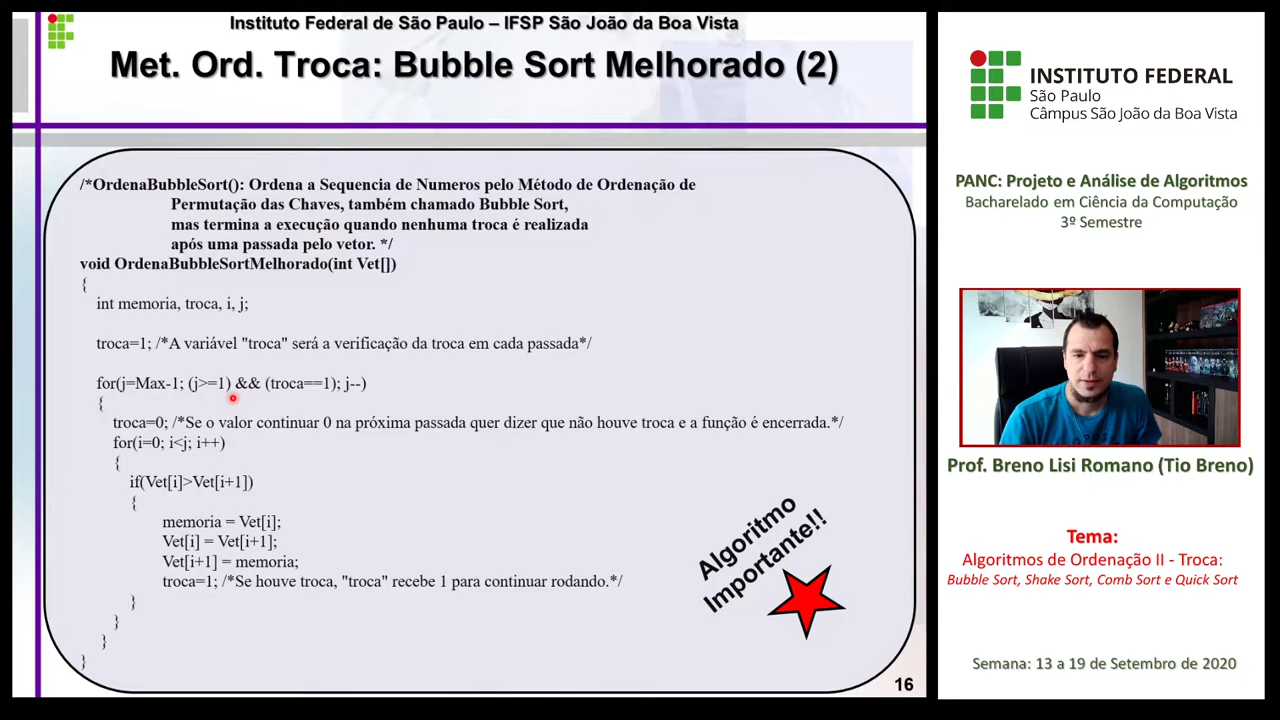 Instituto Federal de São Paulo – IFSP São João da Boa Vista
Met. Ord. Troca: Bubble Sort Melhorado (2)
/*OrdenaBubbleSort(): Ordena a Sequencia de Numeros pelo Método de Ordenação de
Permutação das Chaves, também chamado Bubble Sort,
mas termina a execução quando nenhuma troca é realizada
após uma passada pelo vetor. */
void OrdenaBubbleSortMelhorado(int Vet[])
{
int memoria, troca, i, j;
troca=1; /*A variável "troca" será a verificação da troca em cada passada*/
for(j=Max-1; (j>=1) && (troca==1); j--)
{
troca=0; /*Se o valor continuar 0 na próxima passada quer dizer que não houve troca e a função é encerrada.*/
for(i=0; i<j; i++)
{
if(Vet[i]>Vet[i+1])
{
memoria = Vet[i];
Vet[i] = Vet[i+1];
Vet[i+1] = memoria;
troca=1; /*Se houve troca, "troca" recebe 1 para continuar rodando.*/
}
}
}
}
Algoritmo
Importante!!
16
INSTITUTO FEDERAL
São Paulo
Câmpus São João da Boa Vista
PANC: Projeto e Análise de Algoritmos
Bacharelado em Ciência da Computação
3º Semestre
Prof. Breno Lisi Romano (Tio Breno)
Tema:
Algoritmos de Ordenação II - Troca:
Bubble Sort, Shake Sort, Comb Sort e Quick Sort
Semana: 13 a 19 de Setembro de 2020